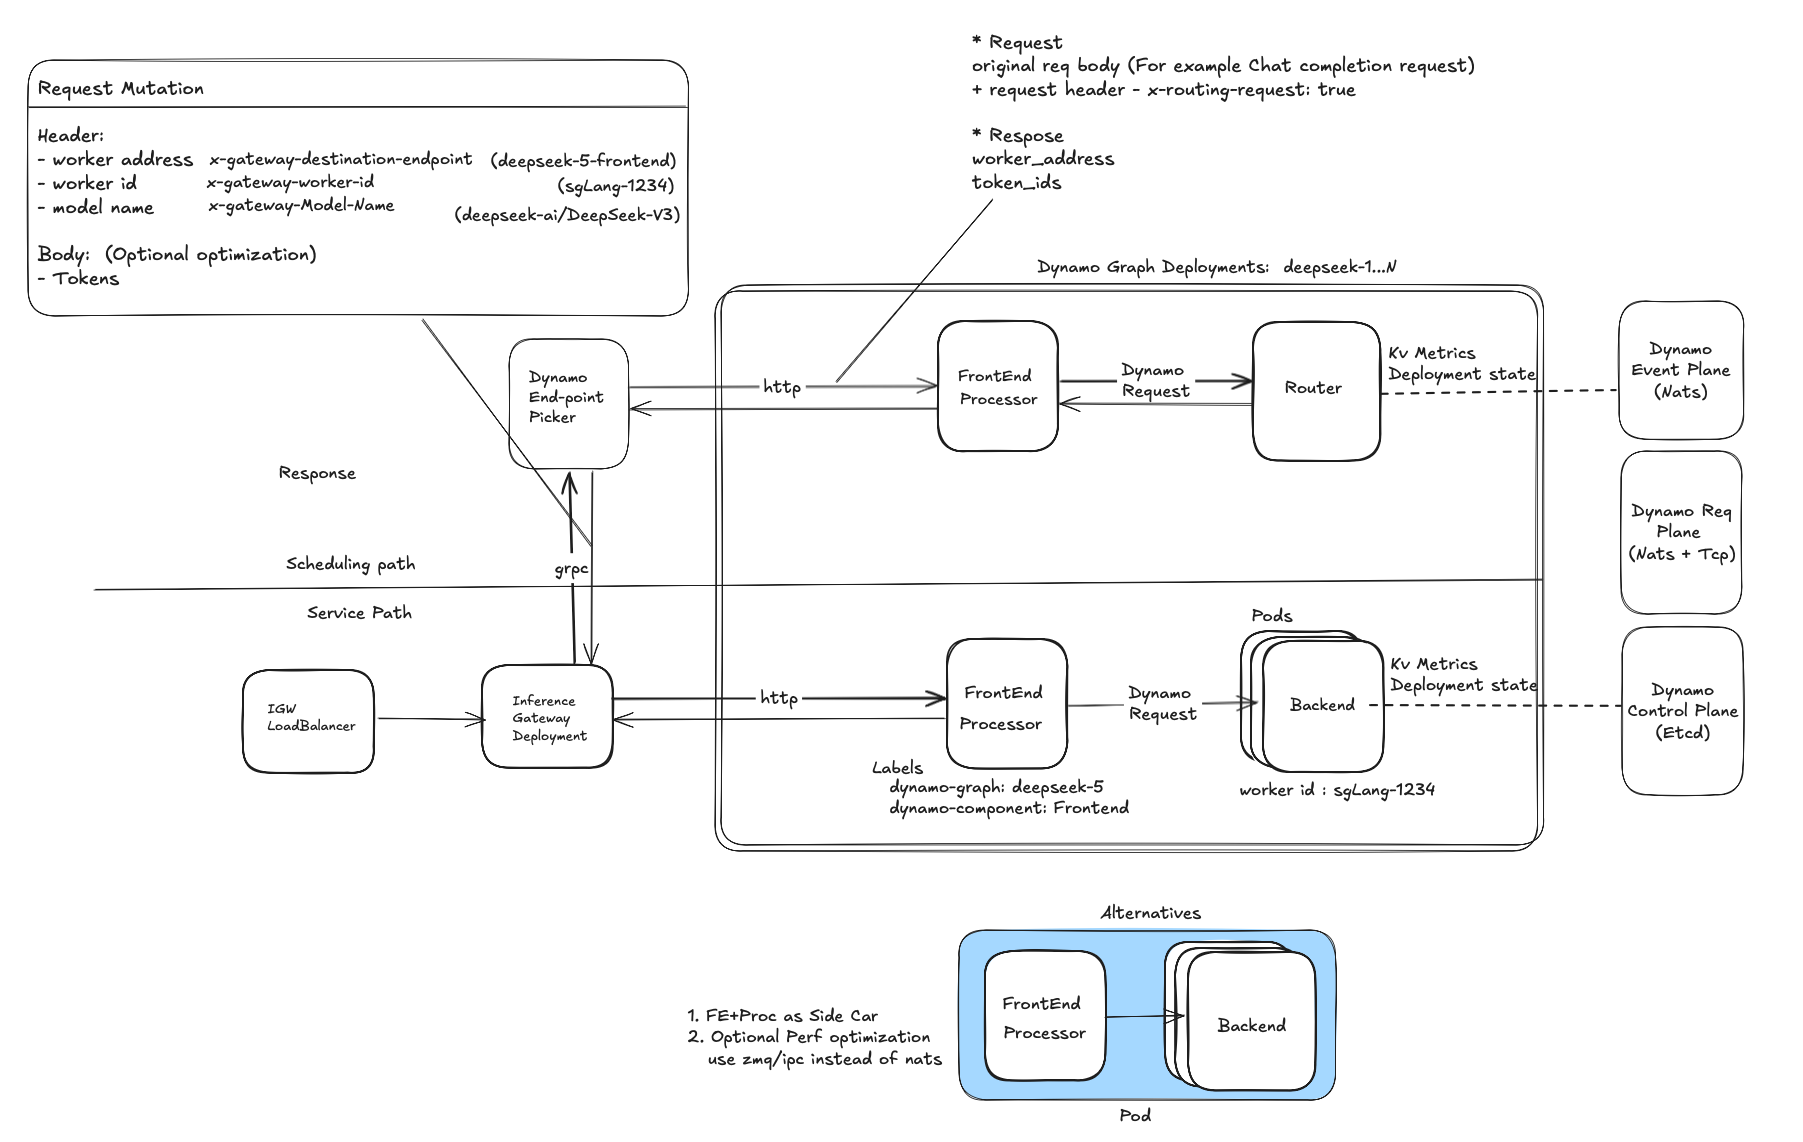 * Request
original req body (For example Chat completion request)
+ request header - x-routing-request: true
* Respose
worker_address
token_ids
Request Mutation
Header:
- worker address x-gateway-destination-endpoint (deepseek-5-frontend)
- worker id x-gateway-worker-id (sgLang-1234)
- model name x-gateway-Model-Name (deepseek-ai/DeepSeek-V3)
Body: (Optional optimization)
- Tokens
Dynamo Graph Deployments: deepseek-1...N
Dynamo
End-point
Picker
http
FrontEnd
Processor
Dynamo
Request
Router
Kv Metrics
Deployment state
Dynamo
Event Plane
(Nats)
Response
Dynamo Req
Plane
(Nats + Tcp)
Scheduling path
grpc
Service Path
IGW
LoadBalancer
Inference
Gateway
Deployment
http
FrontEnd
Processor
Labels
dynamo-graph: deepseek-5
dynamo-component: Frontend
Dynamo
Request
Pods
Backend
worker id : sgLang-1234
Kv Metrics
Deployment state
Dynamo
Control Plane
(Etcd)
Alternatives
1. FE+Proc as Side Car
2. Optional Perf optimization
use zmq/ipc instead of nats
FrontEnd
Processor
Backend
Pod